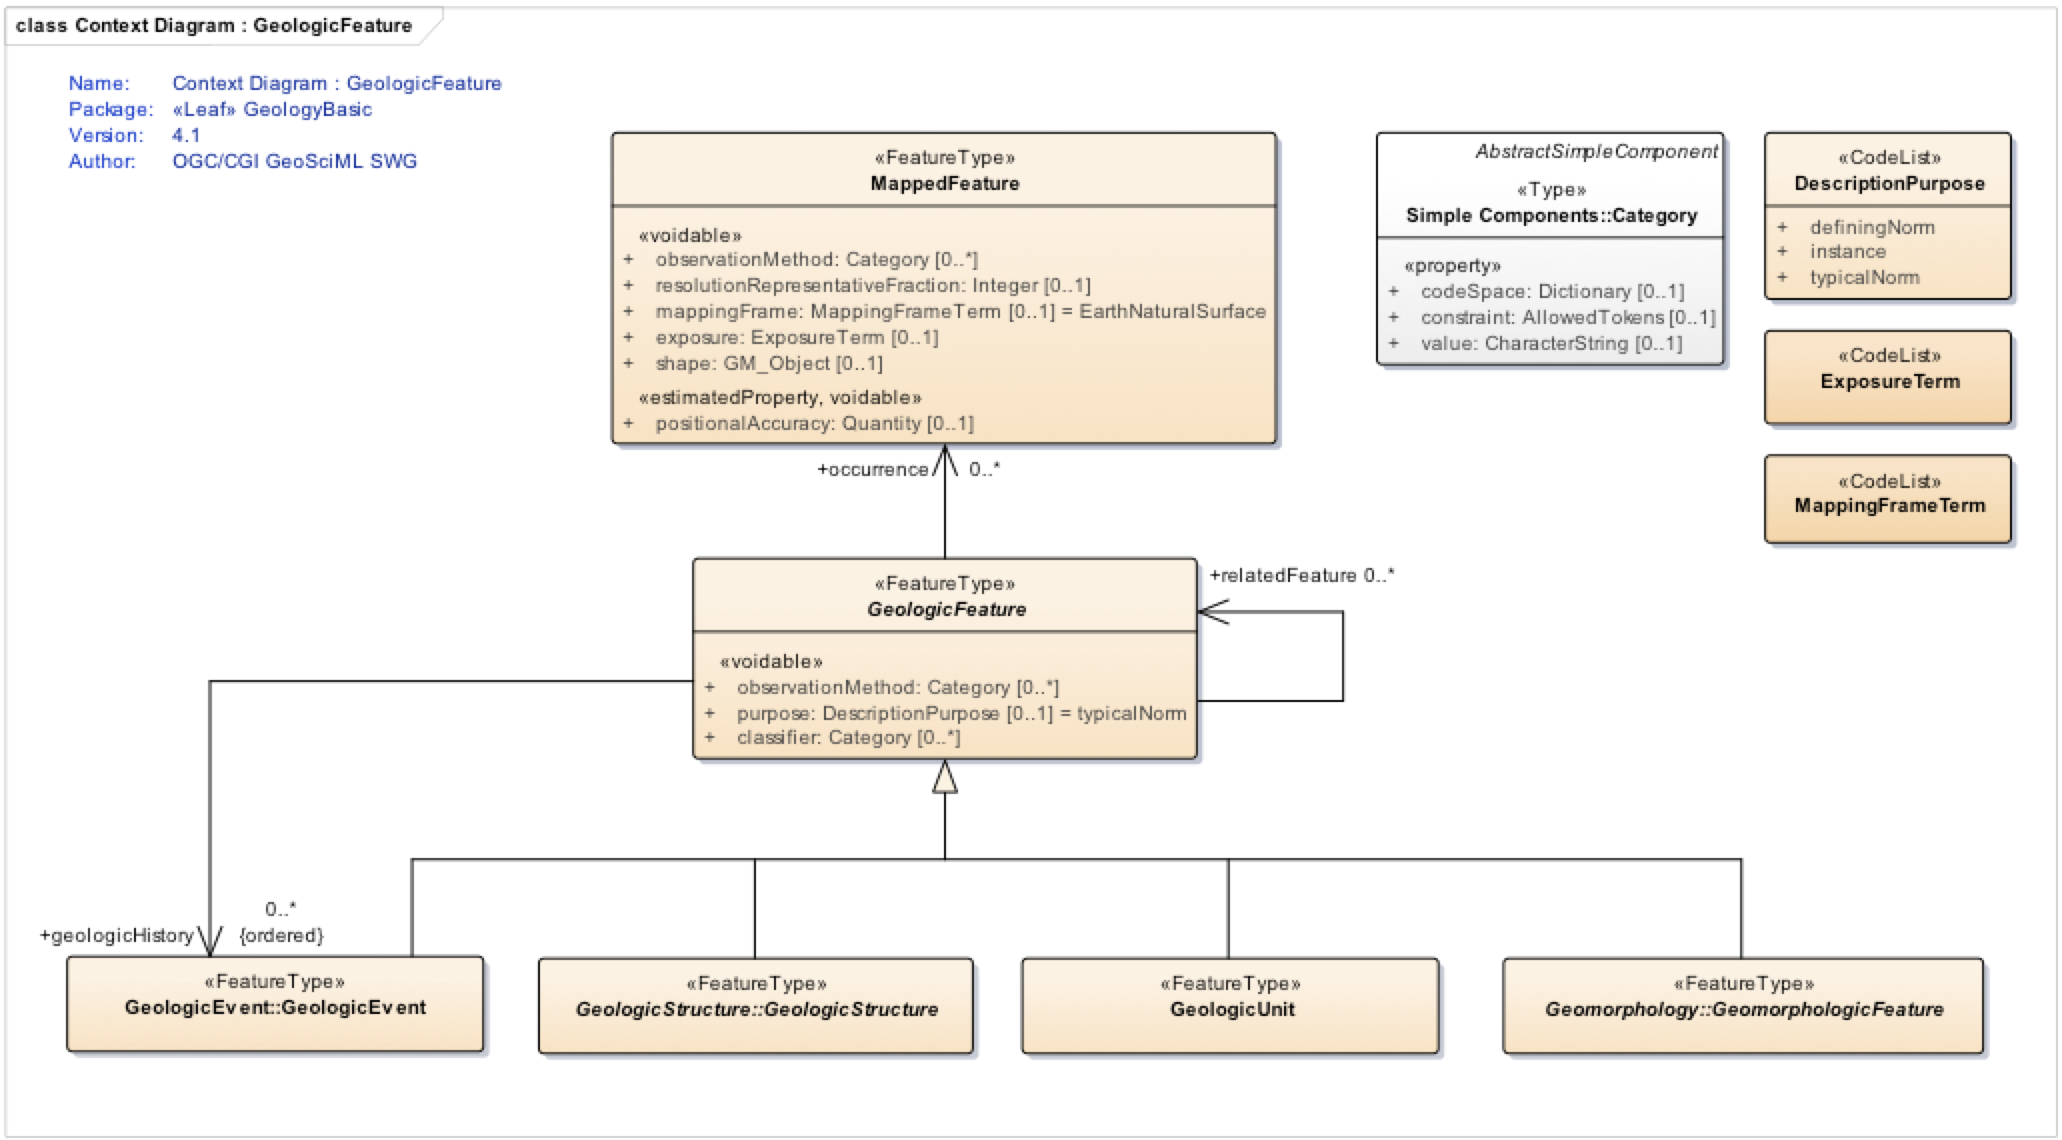 class Context Diagram : GeologicFeature
Name: Context Diagram : GeologicFeature
Package: «Leaf» GeologyBasic
Version: 4.1
Author: OGC/CGI GeoSciML SWG
«FeatureType»
MappedFeature
«voidable»
+ observationMethod: Category [0..*]
+ resolutionRepresentativeFraction: Integer [0..1]
+ mappingFrame: MappingFrameTerm [0..1] = EarthNaturalSurface
+ exposure: ExposureTerm [0..1]
+ shape: GM_Object [0..1]
«estimatedProperty, voidable»
+ positionalAccuracy: Quantity [0..1]
AbstractSimpleComponent
«Type»
Simple Components::Category
«property»
+ codeSpace: Dictionary [0..1]
+ constraint: AllowedTokens [0..1]
+ value: CharacterString [0..1]
«CodeList»
DescriptionPurpose
+ definingNorm
+ instance
+ typicalNorm
«CodeList»
ExposureTerm
«CodeList»
MappingFrameTerm
+occurrence 0..*
«FeatureType»
GeologicFeature
«voidable»
+ observationMethod: Category [0..*]
+ purpose: DescriptionPurpose [0..1] = typicalNorm
+ classifier: Category [0..*]
+relatedFeature 0..*
0..*
+geologicHistory {ordered}
«FeatureType»
GeologicEvent::GeologicEvent
«FeatureType»
GeologicStructure::GeologicStructure
«FeatureType»
GeologicUnit
«FeatureType»
Geomorphology::GeomorphologicFeature